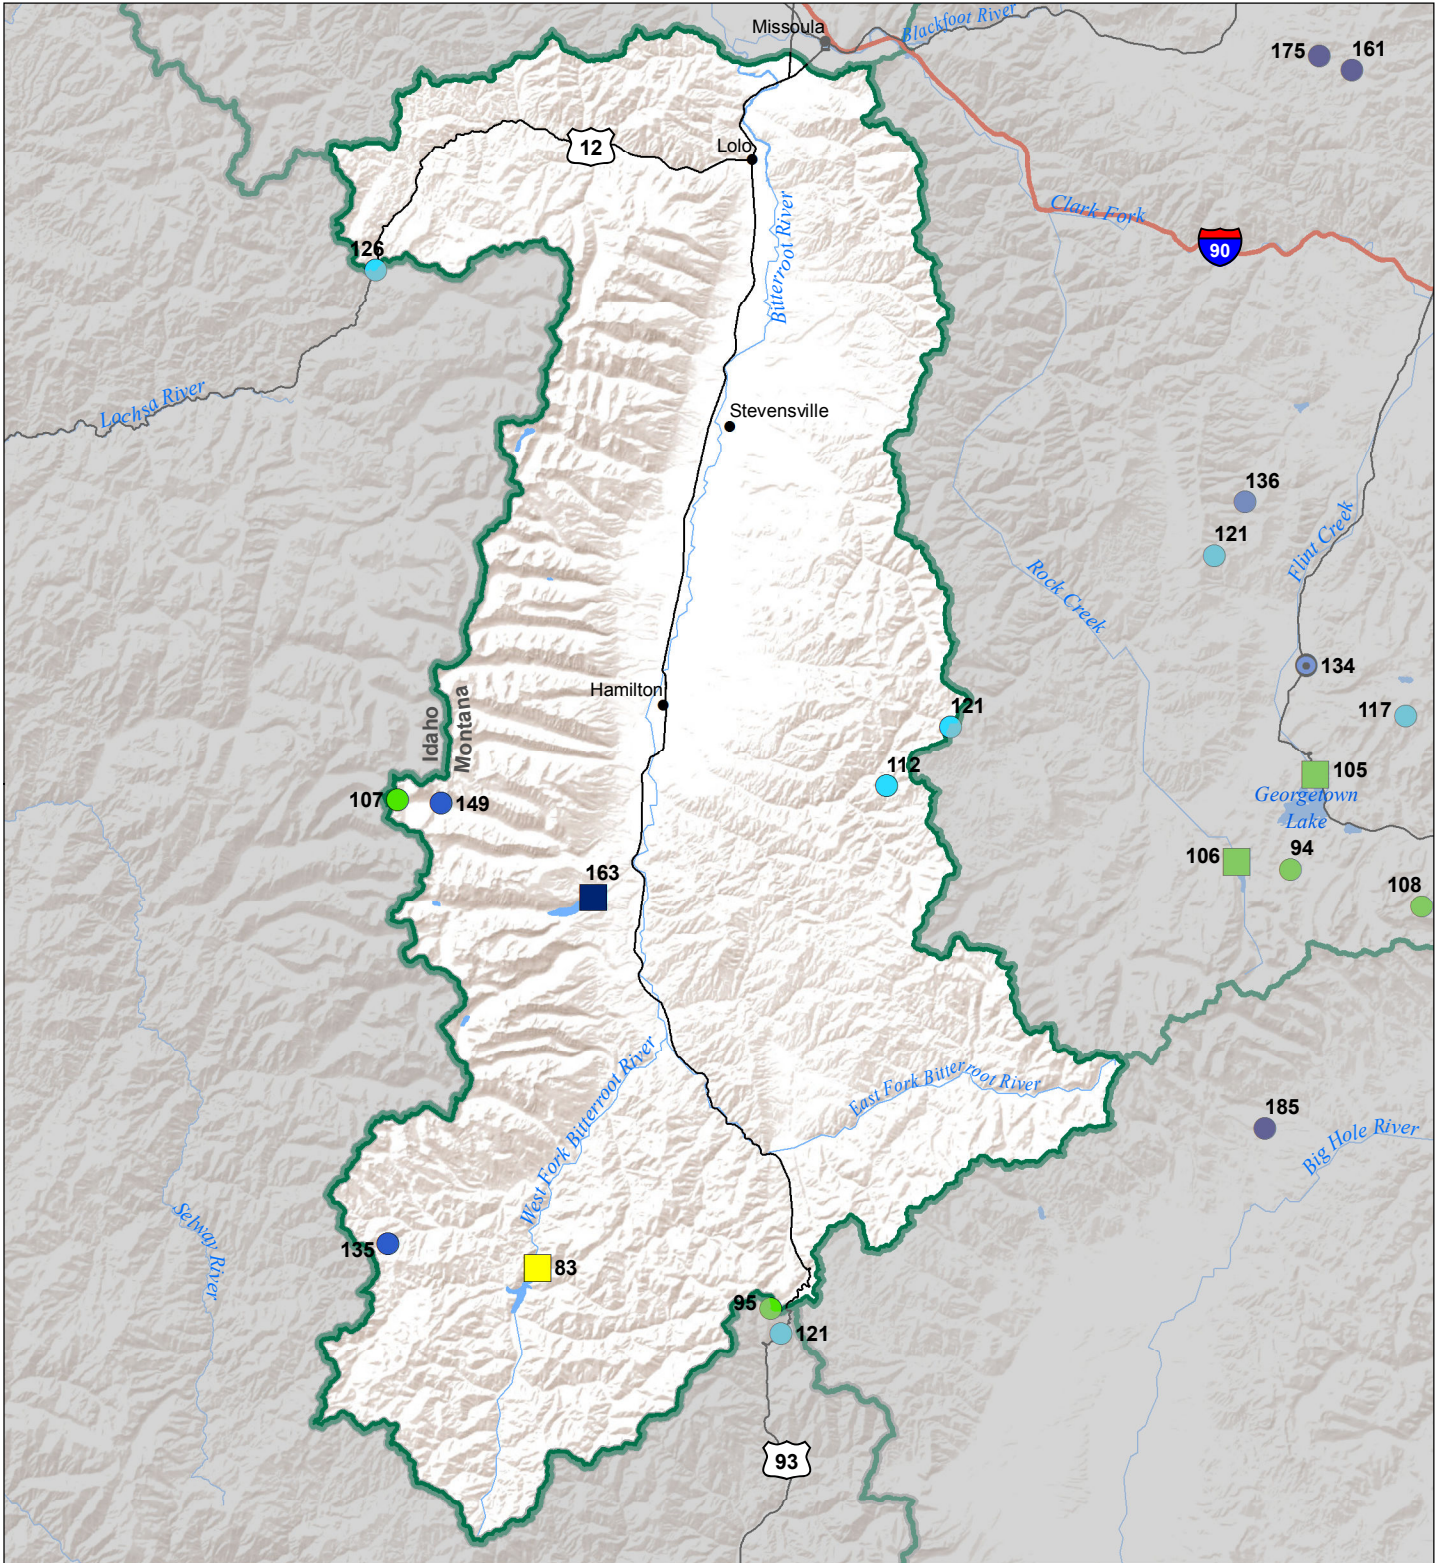 Missoula
Blackfoot River
175
161
12
Lolo
Bitterroot River
Clark Fork
90
126
Lochsa River
Stevensville
136
121
Flint Creek
Rock Creek
134
Hamilton
Idaho
Montana
121
117
112
105
107
149
Georgetown
Lake
106
94
163
108
West Fork Bitterroot River
East Fork Bitterroot River
185
Big Hole River
Selway River
135
83
95
121
93